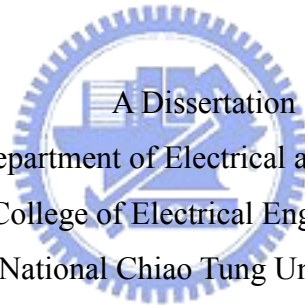 A Dissertation
epartment of Electrical a
College of Electrical Eng
National Chiao Tung Un